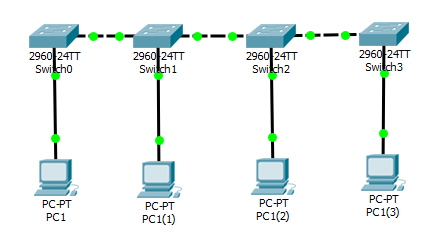 2960-24TT
Switch0
2960-24TT
Switch1
2960-24TT
Switch2
2960-24TT
Switch3
PC-PT
PC1
PC-PT
PC1(1)
PC-PT
PC1(2)
PC-PT
PC1(3)